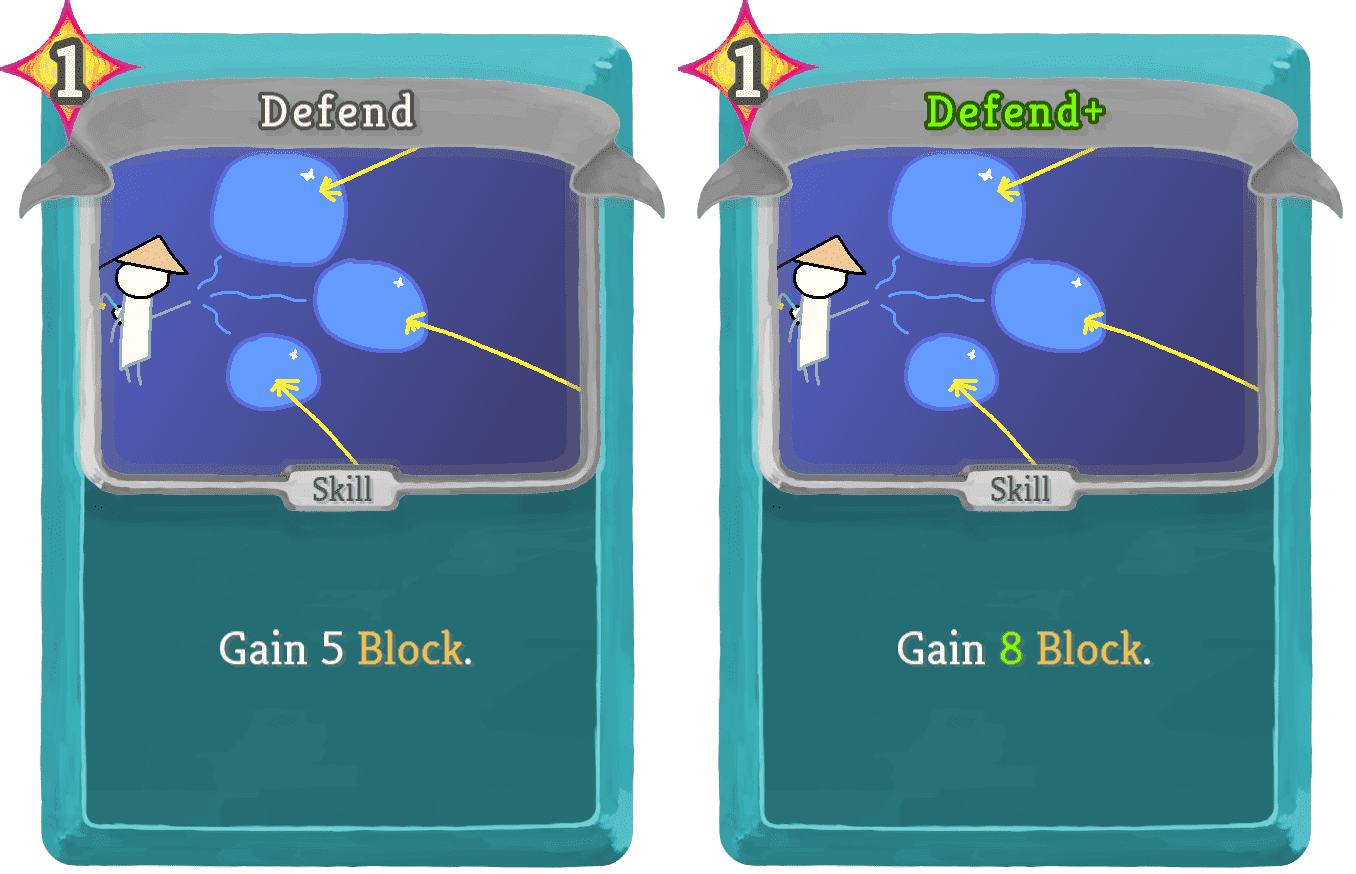 1
Defend
Skill
Gain 5 Block.
1
Defend+
Skill
Gain 8 Block.